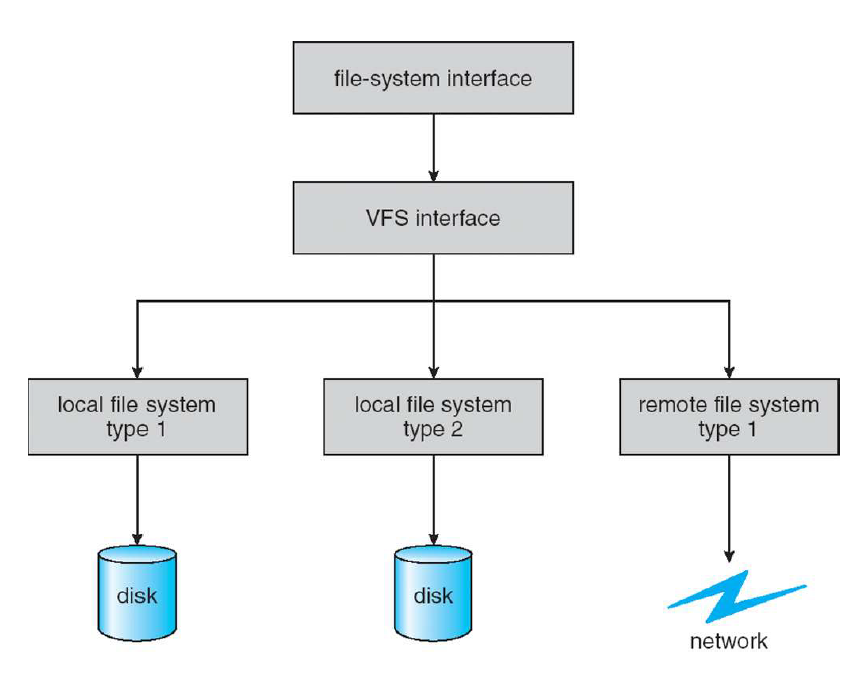 file-system interface
VFS interface
local file system
type 1
local file system
type 2
remote file system
type 1
disk
disk
network